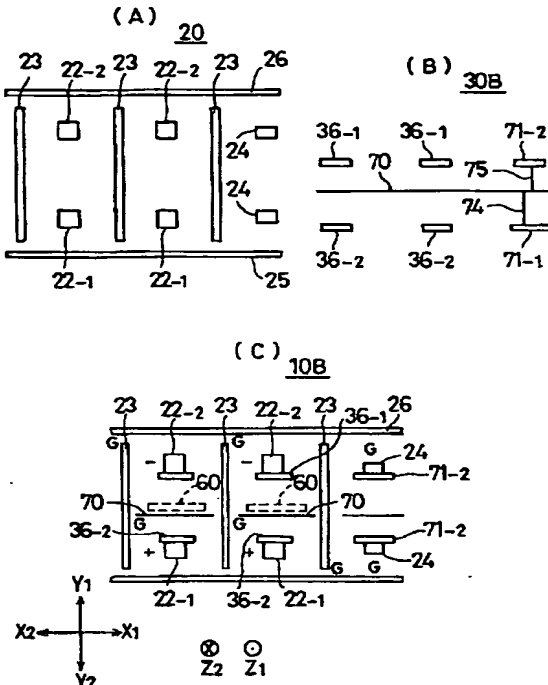 (A) 20
23 22-2 23 22-2 23 26
24
24
22-1 22-1 25
(B) 30B
36-1 36-1 71-2
70 75
74
36-2 36-2 71-1
(C) 10B
23 22-2 23 22-2 36-1 23 26
G G G 24
- - 71-2
60 60
70 G G 70
36-2 71-2
+ + 24
22-1 36-2 22-1 G G
Y1
X2 X1
Y2
Z2 Z1